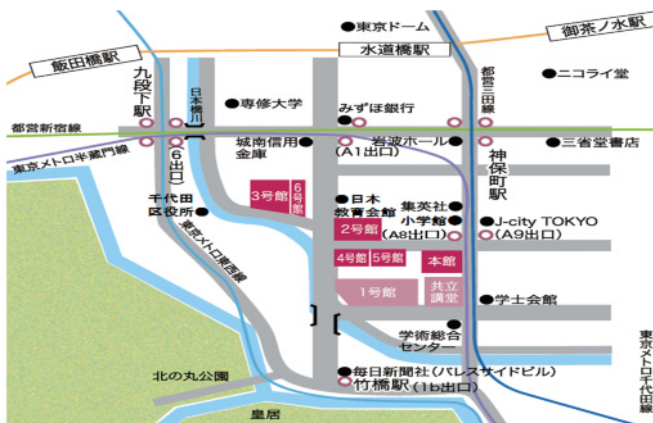 東京ドーム
御茶ノ水駅
水道橋駅
飯田橋駅
九段下駅
日本橋川
専修大学
みずほ銀行
都営三田線
ニコライ堂
都営新宿線
東京メトロ半蔵門線
6出口)
城南信用
金庫
岩波ホール
(A1出口)
神保町駅
三省堂書店
千代田
区役所
3号館
6号館
日本
教育会館
集英社
小学館
(A8出口)
J-city TOKYO
(A9出口)
2号館
東京メトロ東西線
4号館
5号館
本館
1号館
共立
講堂
学士会館
学術総合
センター
東京メトロ千代田線
毎日新聞社(パレスサイドビル)
竹橋駅(1b出口)
北の丸公園
皇居